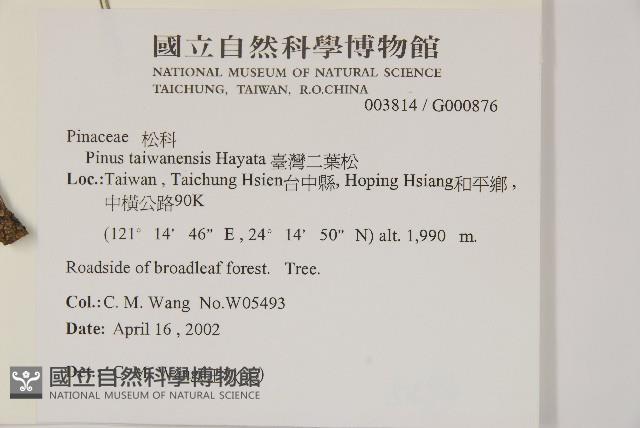 國立自然科學博物館
NATIONAL MUSEUM OF NATURAL SCIENCE
TAICHUNG, TAIWAN, R.O.CHINA
003814 / G000876
Pinaceae 松科
Pinus taiwanensis Hayata 臺灣二葉松
Loc.:Taiwan , Taichung Hsien台中縣, Hoping Hsiang和平鄉 ,
中橫公路90K
(121° 14' 46" E , 24° 14' 50" N) alt. 1,990 m.
Roadside of broadleaf forest. Tree.
Col.: C. M. Wang No.W05493
Date: April 16 , 2002
Det.: C. M. Wang
國立自然科學博物館
NATIONAL MUSEUM OF NATURAL SCIENCE